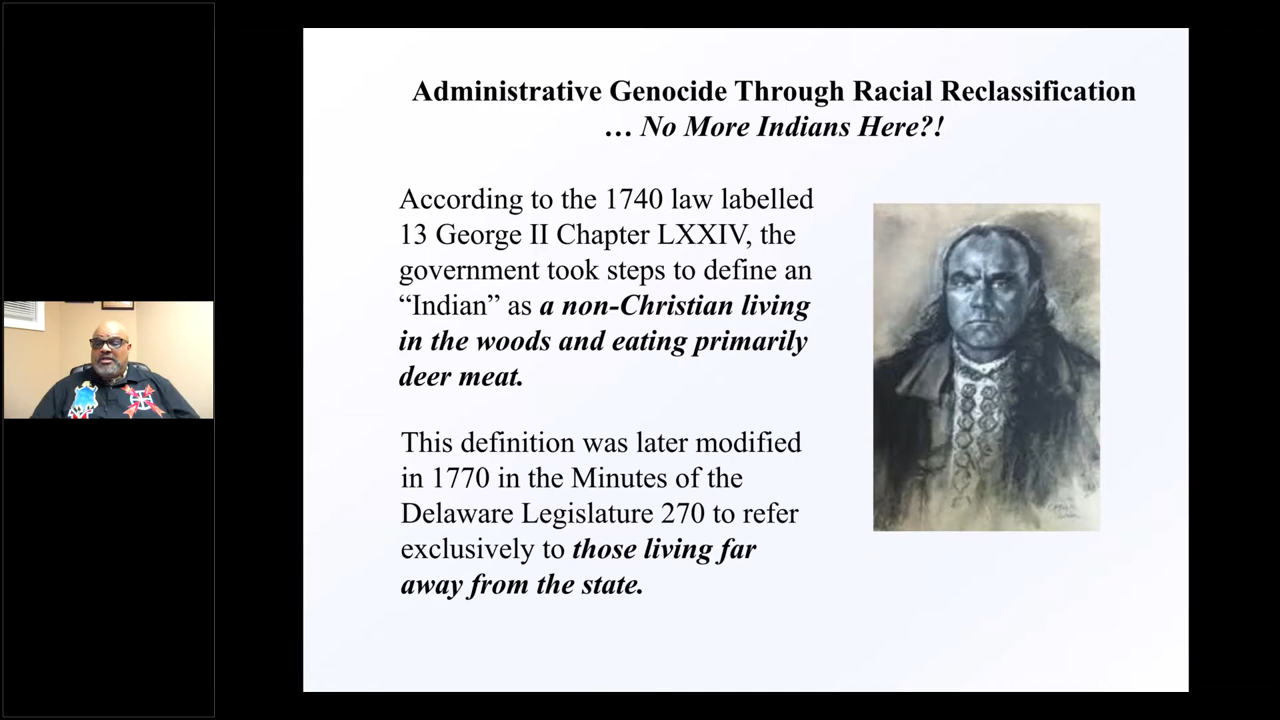 Administrative Genocide Through Racial Reclassification
… No More Indians Here?!
According to the 1740 law labelled
13 George II Chapter LXXIV, the
government took steps to define an
“Indian” as a non-Christian living
in the woods and eating primarily
deer meat.
This definition was later modified
in 1770 in the Minutes of the
Delaware Legislature 270 to refer
exclusively to those living far
away from the state.